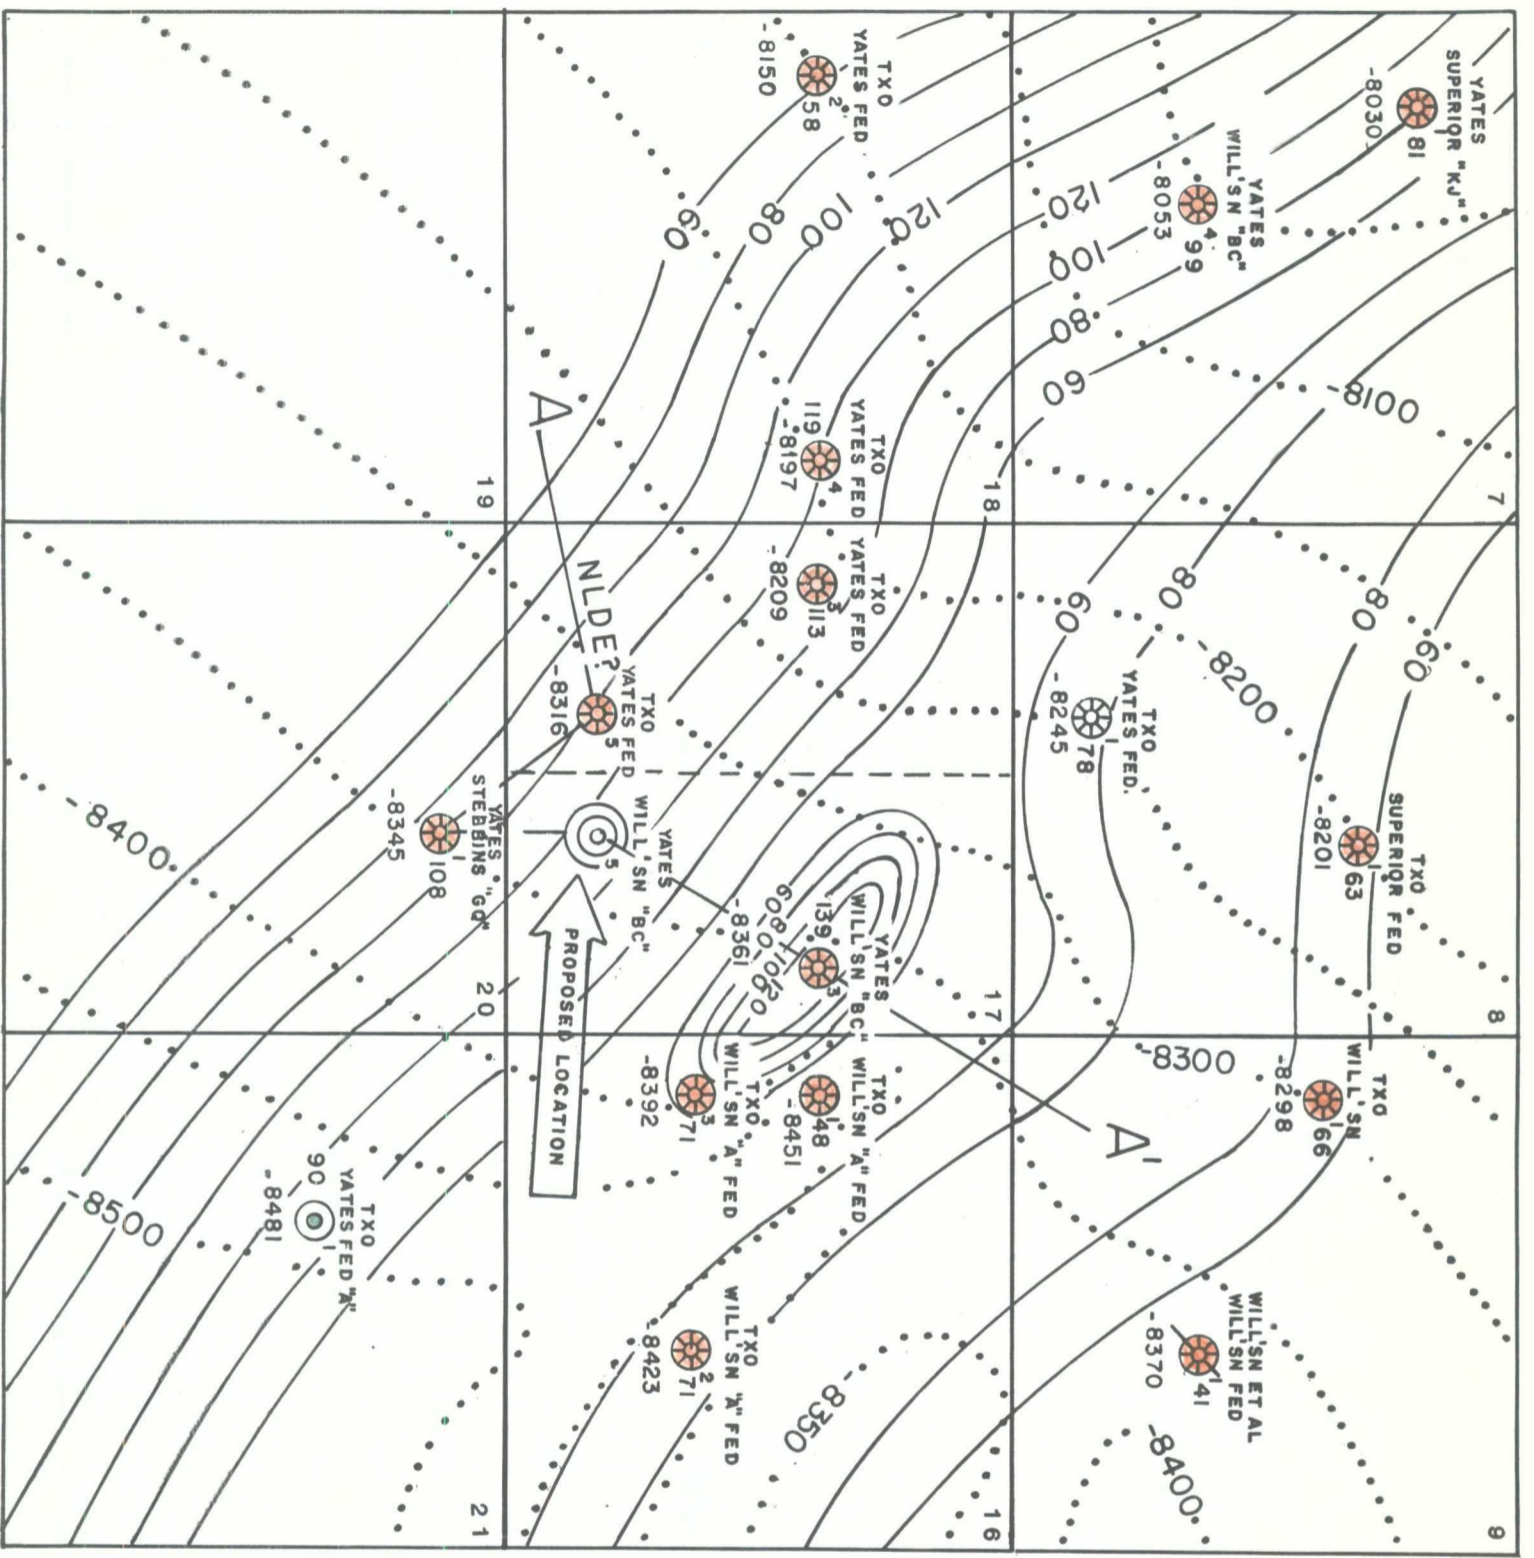 YATES
SUPERIOR "KJ"
1
81
-8030
7
YATES
WILL'SN "BC"
4
99
-8053
-8100
120
100
80
60
TXO
YATES FED
2
58
-8150
60
80
100
120
TXO
YATES FED
119
4
-8197
18
A
19
TXO
YATES FED
3
113
-8209
NLDE?
TXO
YATES FED
5
-8316
60
80
80
60
-8200
TXO
YATES FED.
1
78
-8245
TXO
SUPERIOR FED
1
63
-8201
8
YATES
WILL'SN "BC"
5
PROPOSED LOCATION
YATES
STEBBINS "GQ"
1
108
-8345
-8400
20
YATES
WILL'SN "BC"
139
3
-8361
60
80
100
120
17
TXO
WILL'SN "A" FED
1
48
-8451
TXO
WILL'SN "A" FED
3
71
-8392
A'
-8300
TXO
WILL'SN
1
66
-8298
WILL'SN ET AL
WILL'SN FED
1
41
-8370
-8400
9
-8350
16
TXO
WILL'SN "A" FED
2
71
-8423
TXO
YATES FED "A"
1
90
-8481
-8500
21